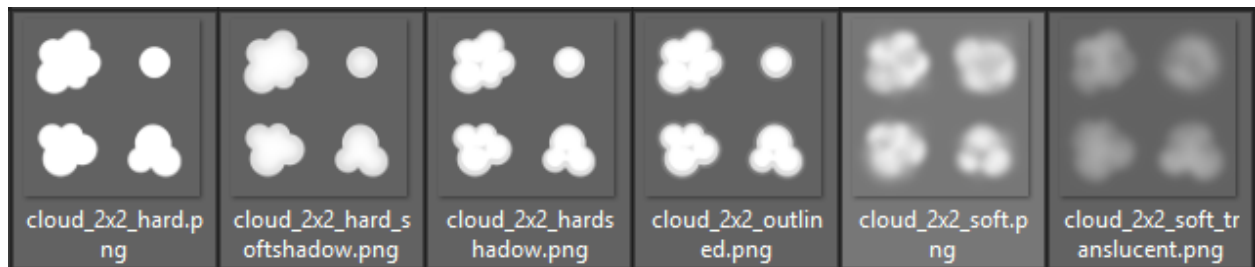 cloud_2x2_hard.p
ng
cloud_2x2_hard_s
oftshadow.png
cloud_2x2_hards
hadow.png
cloud_2x2_outlin
ed.png
cloud_2x2_soft.p
ng
cloud_2x2_soft_tr
anslucent.png